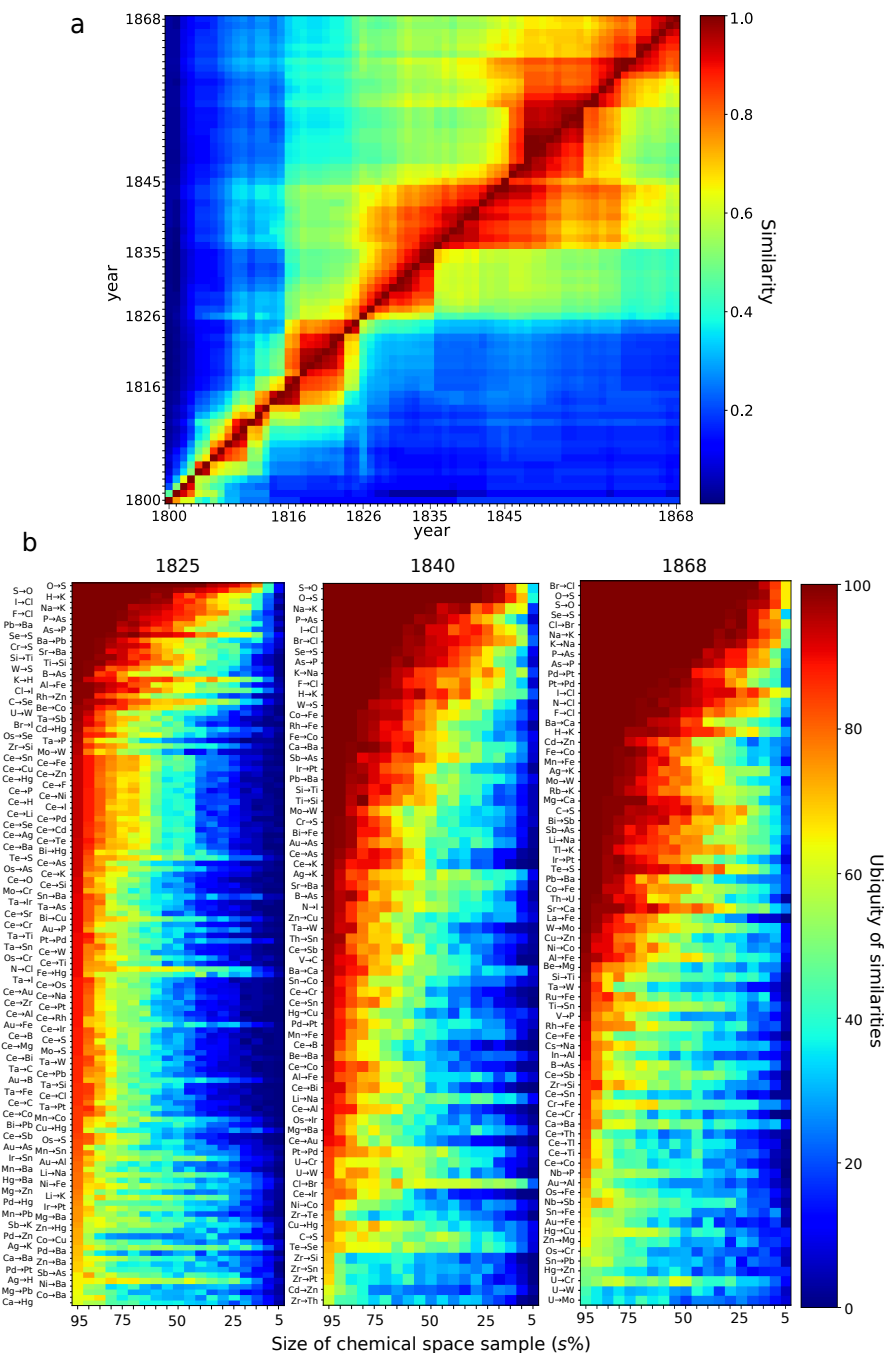 a
1868
1845
1835
1826
1816
1800
year
1800
1816
1826
1835
1845
1868
year
1.0
0.8
0.6
0.4
0.2
Similarity
b
1825
O→S
S→O
H→K
I→Cl
Na→K
F→Cl
P→As
Pb→Ba
As→P
Se→S
Ba→Pb
Cr→S
Sr→Ba
Si→Ti
Ti→Si
W→S
B→As
K→H
Al→Fe
Cl→I
Rh→Zn
C→Se
Be→Co
U→W
Ta→Sb
Br→I
Cd→Hg
Os→Se
Ta→P
Zr→Si
Mo→W
Ce→Sn
Ce→Fe
Ce→Cu
Ce→Zn
Ce→Hg
Ce→F
Ce→P
Ce→Ni
Ce→H
Ce→I
Ce→Li
Ce→Pd
Ce→Se
Ce→Cd
Ce→Ag
Ce→Te
Ce→Ba
Bi→Hg
Te→S
Ce→As
Os→As
Ce→K
Ce→O
Ce→Si
Mo→Cr
Sn→Ba
Ta→Ir
Ta→As
Ce→Sr
Bi→Cu
Ce→Cr
Au→P
Ta→Ti
Pt→Pd
Ta→Sn
Ce→W
Os→Cr
Ce→Ti
N→Cl
Fe→Hg
Ta→I
Ce→Os
Ce→Au
Ce→Na
Ce→Zr
Ce→Pt
Ce→Al
Ce→Rh
Au→Fe
Ce→Ir
Ce→B
Ce→S
Ce→Mg
Mo→S
Ce→Bi
Ta→W
Ta→C
Ce→Pb
Au→B
Ta→Si
Ta→Fe
Ce→Cl
Ce→C
Ta→Pt
Ce→Co
Mn→Co
Bi→Pb
Cu→Hg
Ce→Sb
Os→S
Au→As
Mn→Sn
Ir→Sn
Au→Al
Mn→Ba
Li→Na
Hg→Ba
Ni→Fe
Mg→Zn
Li→K
Pd→Hg
Ir→Pt
Mn→Pb
Mg→Ba
Sb→K
Zn→Hg
Pd→Zn
Co→Cu
Ag→K
Pd→Ba
Ca→Ba
Zn→Ba
Pd→Pt
Sb→As
Ag→H
Ni→Ba
Mg→Pb
Co→Ba
Ca→Hg
95
50
25
5
1840
S→O
O→S
Na→K
P→As
I→Cl
Br→Cl
Se→S
As→P
K→Na
F→Cl
H→K
W→S
Co→Fe
Rh→Fe
Fe→Co
Ca→Ba
Sb→As
Ir→Pt
Pb→Ba
Si→Ti
Ti→Si
Mo→W
Cr→S
Bi→Fe
Au→As
Ce→As
Ce→K
Ag→K
Sr→Ba
B→As
N→I
Zn→Cu
Ta→W
Th→Sn
Ce→Sb
V→C
Ba→Ca
Sn→Co
Ce→Cr
Ce→Sn
Hg→Cu
Pd→Pt
Mn→Fe
Ce→B
Be→Ba
Ce→Co
Al→Fe
Ce→Bi
Li→Na
Ce→Al
Os→Ir
Mg→Ba
Ce→Au
Pt→Pd
U→Cr
U→W
Cl→Br
Ce→Ir
Ni→Co
Zr→Te
Cu→Hg
C→S
Te→Se
Zr→Si
Zr→Sn
Zr→Pt
Cd→Zn
Zr→Th
95
50
25
5
1868
Br→Cl
O→S
S→O
Se→S
Cl→Br
Na→K
K→Na
P→As
As→P
Pd→Pt
Pt→Pd
I→Cl
N→Cl
F→Cl
Ba→Ca
H→K
Cd→Zn
Fe→Co
Mn→Fe
Ag→K
Mo→W
Rb→K
Mg→Ca
C→S
Bi→Sb
Sb→As
Li→Na
Tl→K
Ir→Pt
Te→S
Pb→Ba
Co→Fe
Th→U
Sr→Ca
La→Fe
W→Mo
Cu→Zn
Ni→Co
Al→Fe
Be→Mg
Si→Ti
Ta→W
Ru→Fe
Ti→Sn
V→P
Rh→Fe
Ce→Fe
Cs→Na
In→Al
B→As
Ce→Sb
Zr→Si
Ce→Sn
Cr→Fe
Ce→Cr
Ca→Ba
Ce→Th
Ce→Ti
Ce→Ti
Ce→Co
Nb→P
Au→Al
Os→Fe
Nb→Sb
Sn→Fe
Au→Fe
Hg→Cu
Zn→Mg
Os→Cr
Sn→Pb
Hg→Zn
U→Cr
U→W
U→Mo
95
50
25
5
100
80
60
40
20
0
Ubiquity of similarities
Size of chemical space sample (s%)